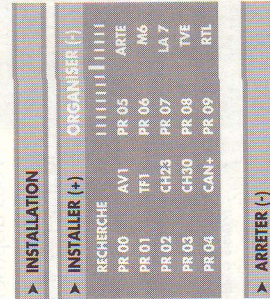 ➤ INSTALLATION
➤ INSTALLER (+) ORGANISER (-)
RECHERCHE
PR 00 AV1 PR 05 ARTE
PR 01 TF1 PR 06 M6
PR 02 CH23 PR 07 LA 7
PR 03 CH30 PR 08 TVE
PR 04 CAN+ PR 09 RTL
➤ ARRETER (-)